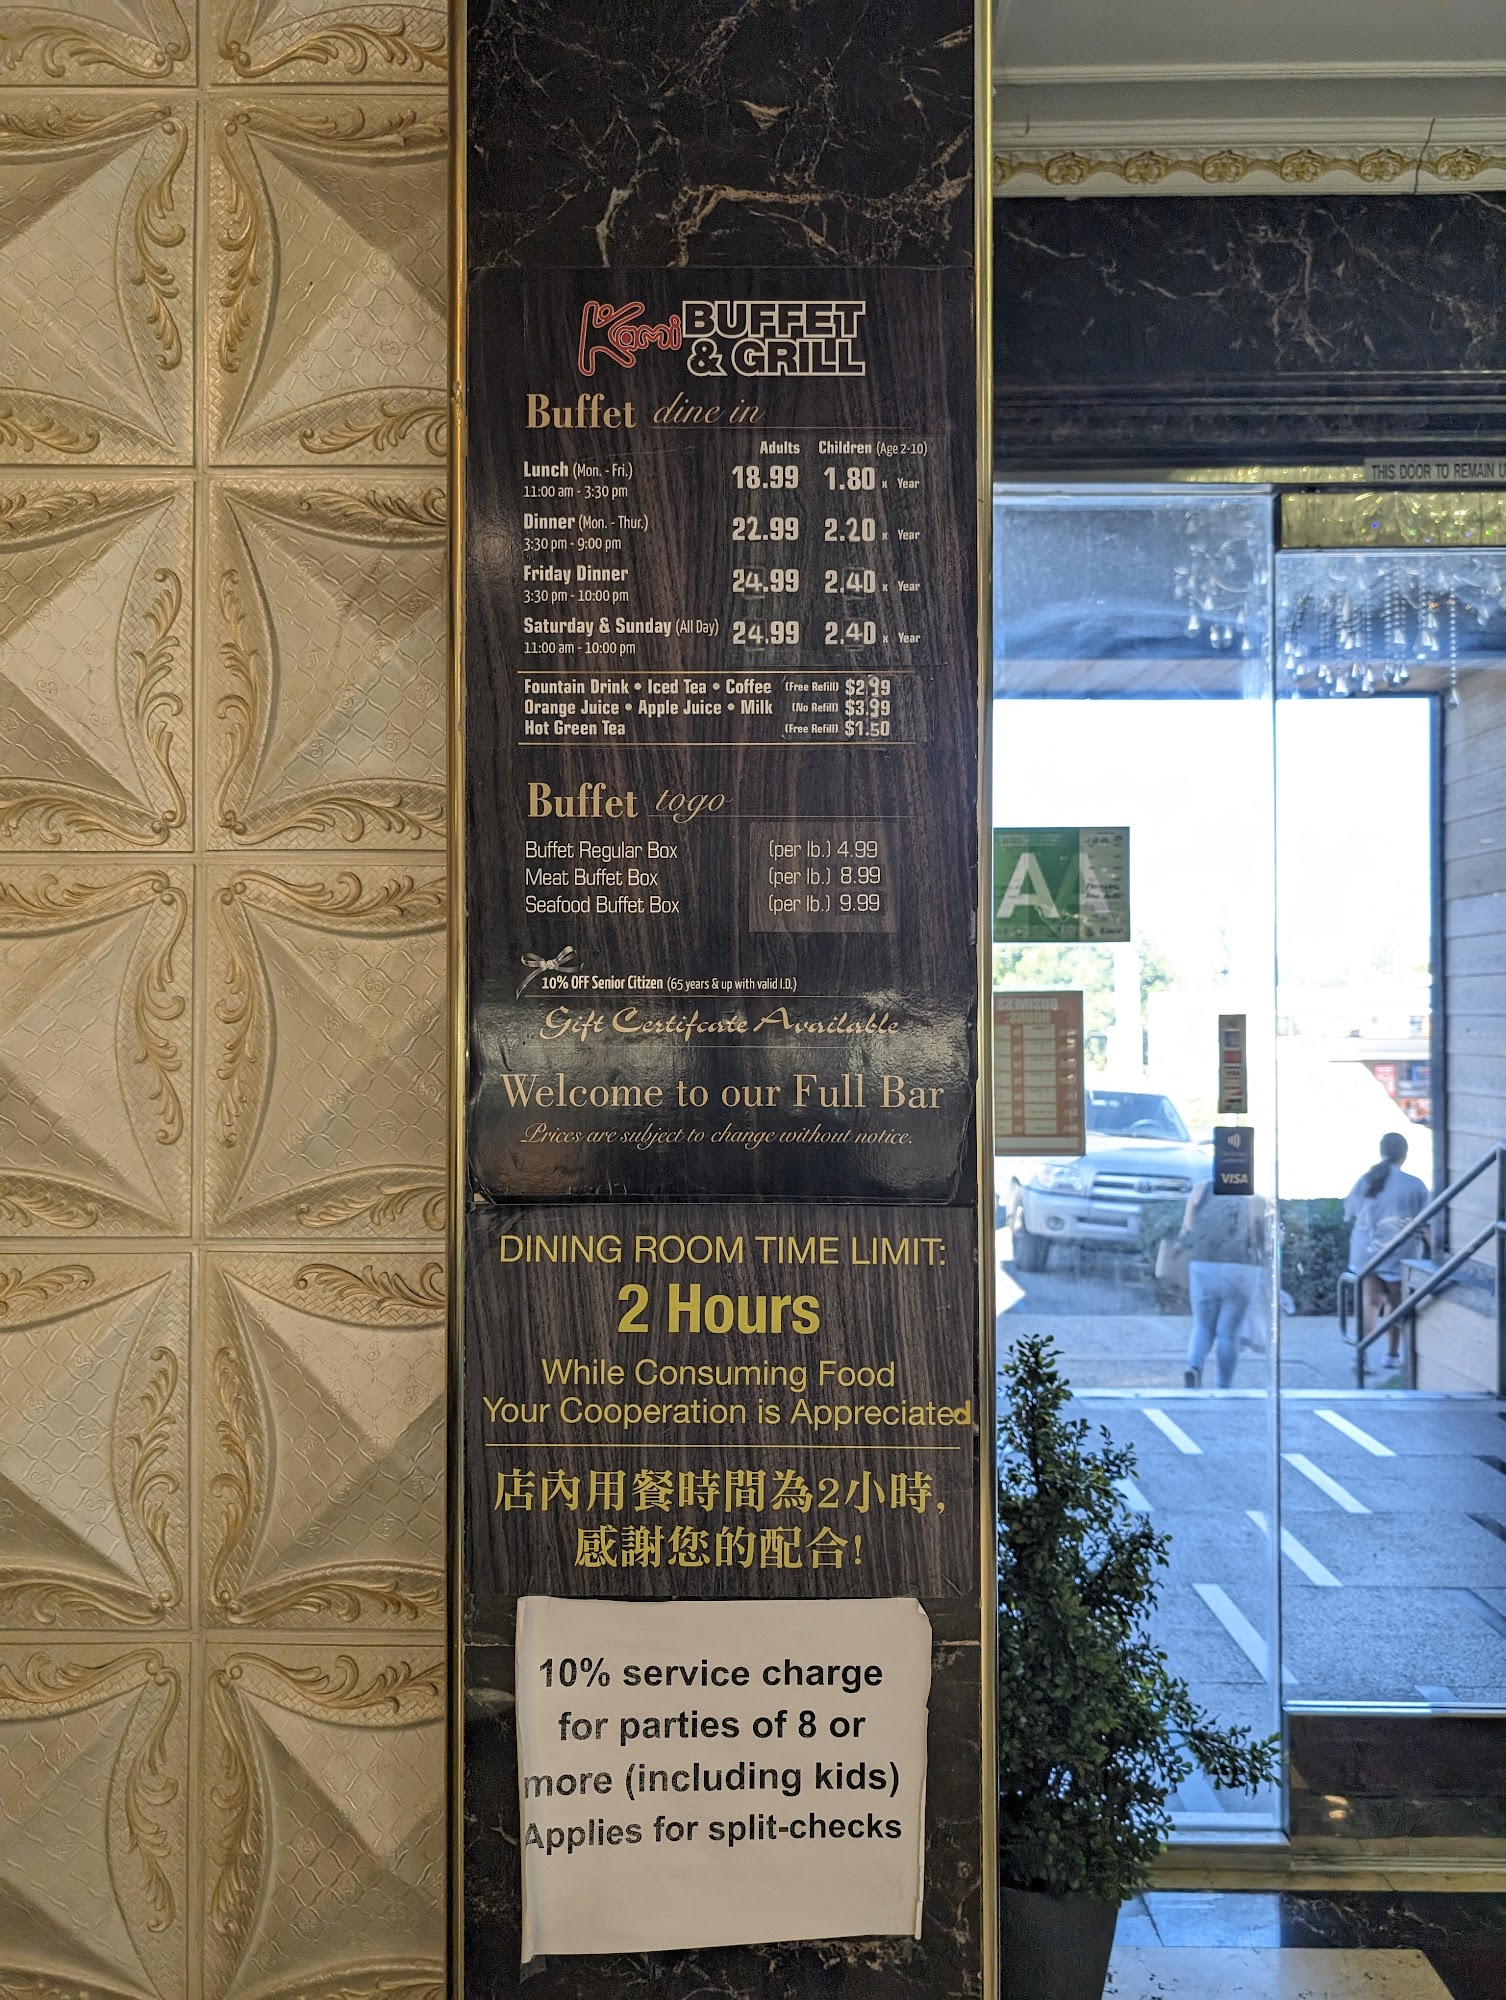 Kami BUFFET
& GRILL
Buffet dine in
Adults Children (Age 2-10)
Lunch (Mon. - Fri.) 18.99 1.80 x Year
11:00 am - 3:30 pm
Dinner (Mon. - Thur.) 22.99 2.20 x Year
3:30 pm - 9:00 pm
Friday Dinner 24.99 2.40 x Year
3:30 pm - 10:00 pm
Saturday & Sunday (All Day) 24.99 2.40 x Year
11:00 am - 10:00 pm
Fountain Drink • Iced Tea • Coffee (Free Refill) $2.99
Orange Juice • Apple Juice • Milk (No Refill) $3.99
Hot Green Tea (Free Refill) $1.50
Buffet togo
Buffet Regular Box (per lb.) 4.99
Meat Buffet Box (per lb.) 8.99
Seafood Buffet Box (per lb.) 9.99
10% OFF Senior Citizen (65 years & up with valid I.D.)
Gift Certifcate Available
Welcome to our Full Bar
Prices are subject to change without notice.
DINING ROOM TIME LIMIT:
2 Hours
While Consuming Food
Your Cooperation is Appreciated
店內用餐時間為2小時,
感謝您的配合!
10% service charge
for parties of 8 or
more (including kids)
Applies for split-checks
THIS DOOR TO REMAIN
A
BUSINESS
HOURS
VISA